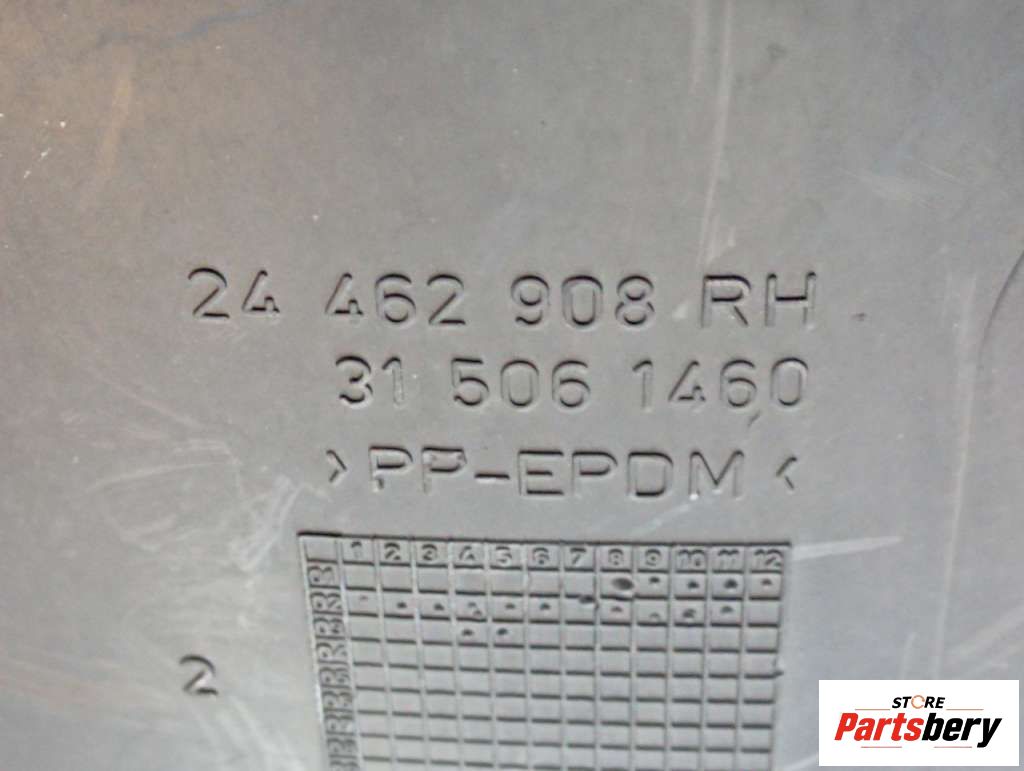 24 462 908 RH
31 506 1460
>PP-EPDM<
1 2 3 4 5 6 7 8 9 10 11 12
2
STORE
Partsbery